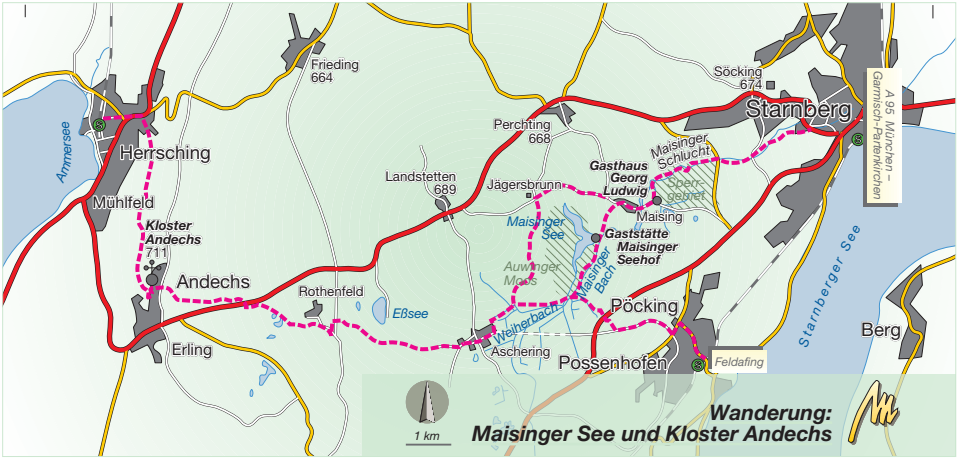 Frieding
664
Söcking
674
Starnberg
A 95 München –
Garmisch-Partenkirchen
Ammersee
Herrsching
Perchting
668
Maisinger
Schlucht
Gasthaus
Georg
Ludwig
Sperr-
gebiet
Landstetten
689
Jägersbrunn
Mühlfeld
Maising
Kloster
Andechs
711
Maisinger
See
Gaststätte
Maisinger
Seehof
Auwinger
Moos
Maisinger
Bach
Starnberger See
Andechs
Rothenfeld
Eßsee
Weiherbach
Pöcking
Berg
Erling
Aschering
Possenhofen
Feldafing
S
S
S
1 km
Wanderung:
Maisinger See und Kloster Andechs